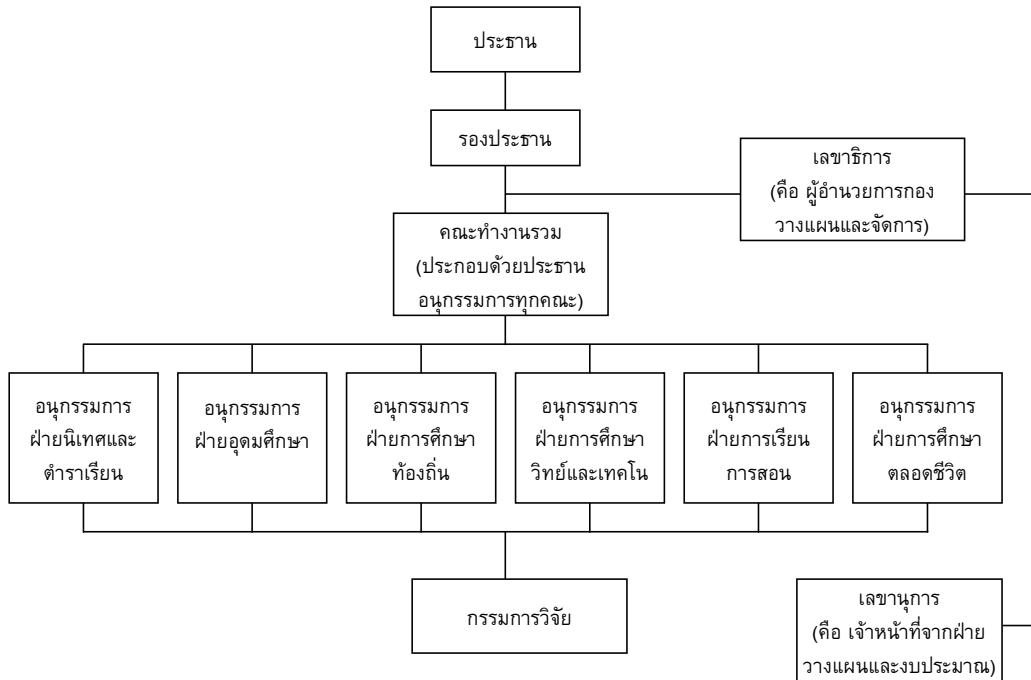 ประธาน
รองประธาน
เลขาธิการ
(คือ ผู้อำนวยการกอง
วางแผนและจัดการ)
คณะทำงานรวม
(ประกอบด้วยประธาน
อนุกรรมการทุกคณะ)
อนุกรรมการ
ฝ่ายนิเทศและ
ตำราเรียน
อนุกรรมการ
ฝ่ายอุดมศึกษา
อนุกรรมการ
ฝ่ายการศึกษา
ท้องถิ่น
อนุกรรมการ
ฝ่ายการศึกษา
วิทย์และเทคโน
อนุกรรมการ
ฝ่ายการเรียน
การสอน
อนุกรรมการ
ฝ่ายการศึกษา
ตลอดชีวิต
กรรมการวิจัย
เลขานุการ
(คือ เจ้าหน้าที่จากฝ่าย
วางแผนและงบประมาณ)